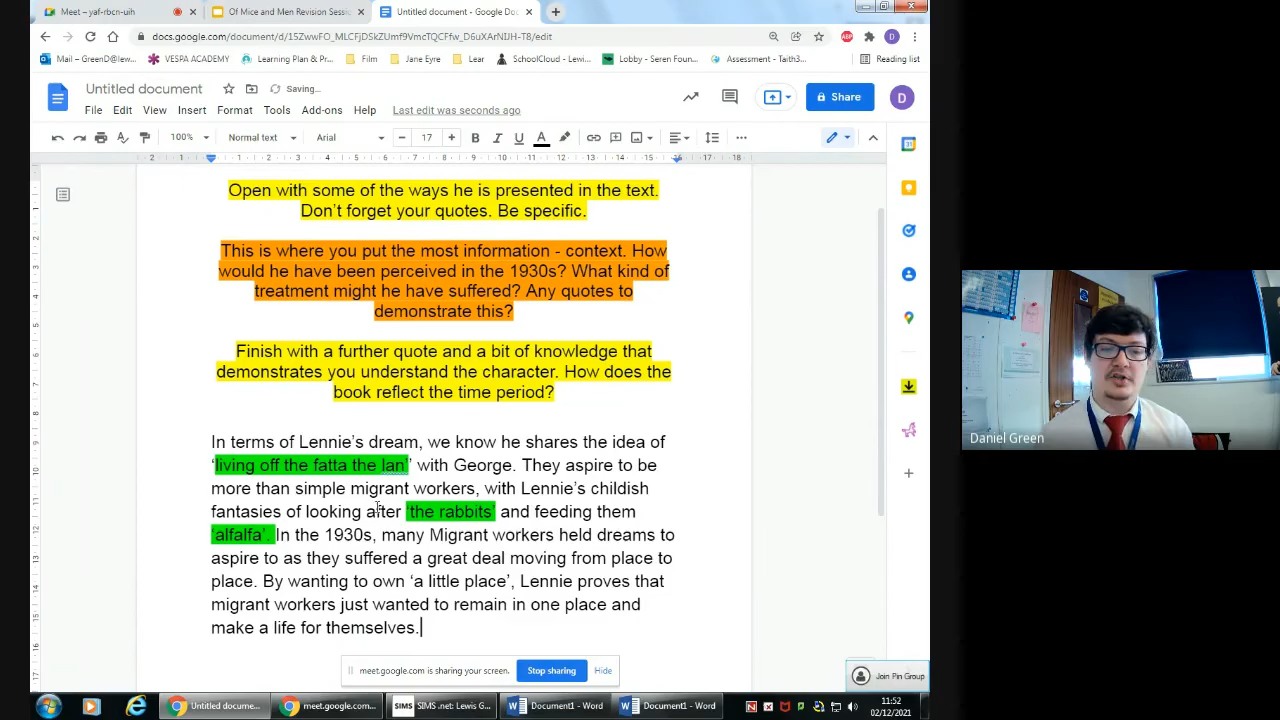 Meet – yaf-rbcn-uih
Of Mice and Men Revision Sessio
Untitled document - Google Doc
docs.google.com/document/d/15ZwwFO_MLCFjDSkZUmf9VmcTQCFfw_D6uXArNIJH-T8/edit
Mail – GreenD@lew...
VESPA ACADEMY
Learning Plan & Pr...
Film
Jane Eyre
Lear
SchoolCloud - Lewi...
Lobby - Seren Foun...
Assessment - Taith3...
Reading list
Untitled document
Saving...
File Edit View Insert Format Tools Add-ons Help Last edit was seconds ago
Share
D
100% Normal text Arial 17 B I U A
Open with some of the ways he is presented in the text.
Don't forget your quotes. Be specific.
This is where you put the most information - context. How
would he have been perceived in the 1930s? What kind of
treatment might he have suffered? Any quotes to
demonstrate this?
Finish with a further quote and a bit of knowledge that
demonstrates you understand the character. How does the
book reflect the time period?
In terms of Lennie's dream, we know he shares the idea of
'living off the fatta the lan' with George. They aspire to be
more than simple migrant workers, with Lennie's childish
fantasies of looking after 'the rabbits' and feeding them
'alfalfa'. In the 1930s, many Migrant workers held dreams to
aspire to as they suffered a great deal moving from place to
place. By wanting to own 'a little place', Lennie proves that
migrant workers just wanted to remain in one place and
make a life for themselves.
meet.google.com is sharing your screen.
Stop sharing
Hide
Join Pin Group
Daniel Green
Untitled docume...
meet.google.com...
SIMS .net: Lewis G...
Document1 - Word
Document1 - Word
11:52
02/12/2021